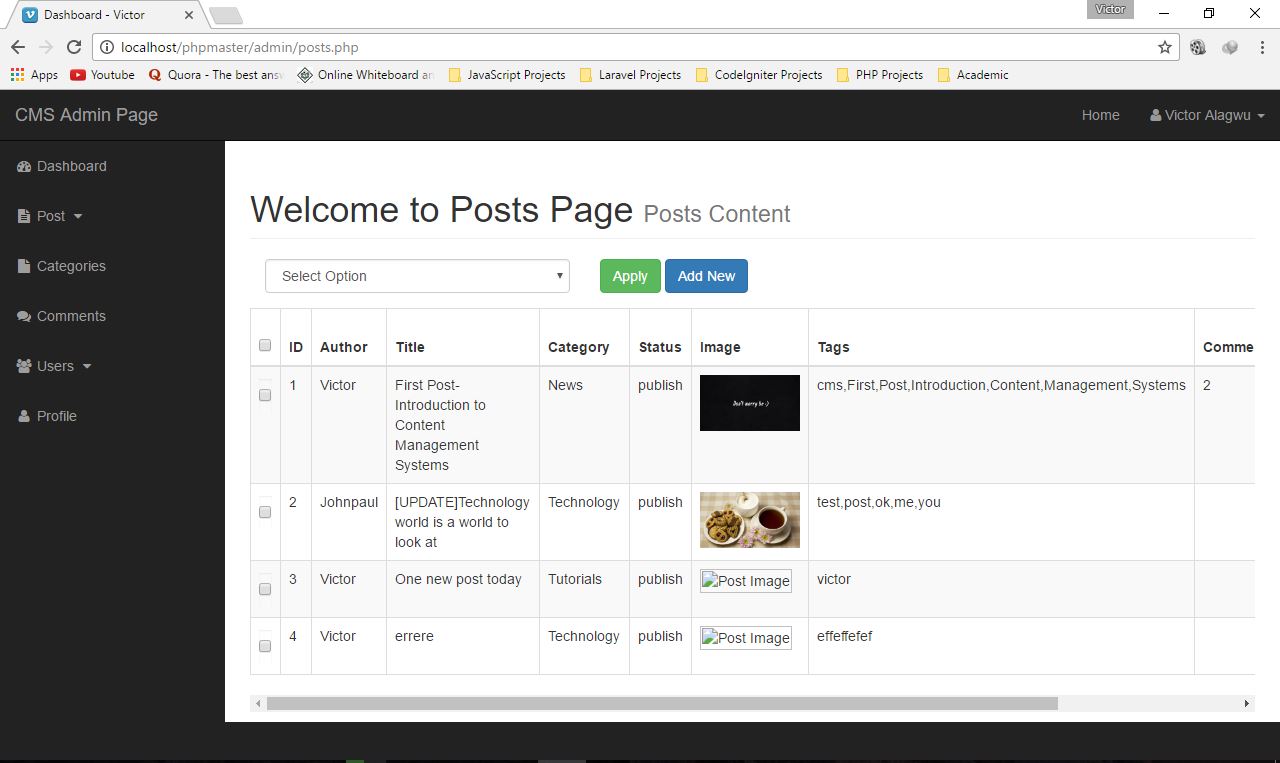 Dashboard - Victor
Victor
localhost/phpmaster/admin/posts.php
Apps Youtube Quora - The best ans Online Whiteboard an JavaScript Projects Laravel Projects CodeIgniter Projects PHP Projects Academic
CMS Admin Page
Home Victor Alagwu
Dashboard
Post
Categories
Comments
Users
Profile
Welcome to Posts Page Posts Content
Select Option Apply Add New
ID Author Title Category Status Image Tags Comme
1 Victor First Post- News publish Don't worry be :) cms,First,Post,Introduction,Content,Management,Systems 2
Introduction to
Content
Management
Systems
2 Johnpaul [UPDATE]Technology Technology publish test,post,ok,me,you
world is a world to
look at
3 Victor One new post today Tutorials publish Post Image victor
4 Victor errere Technology publish Post Image effeffefef